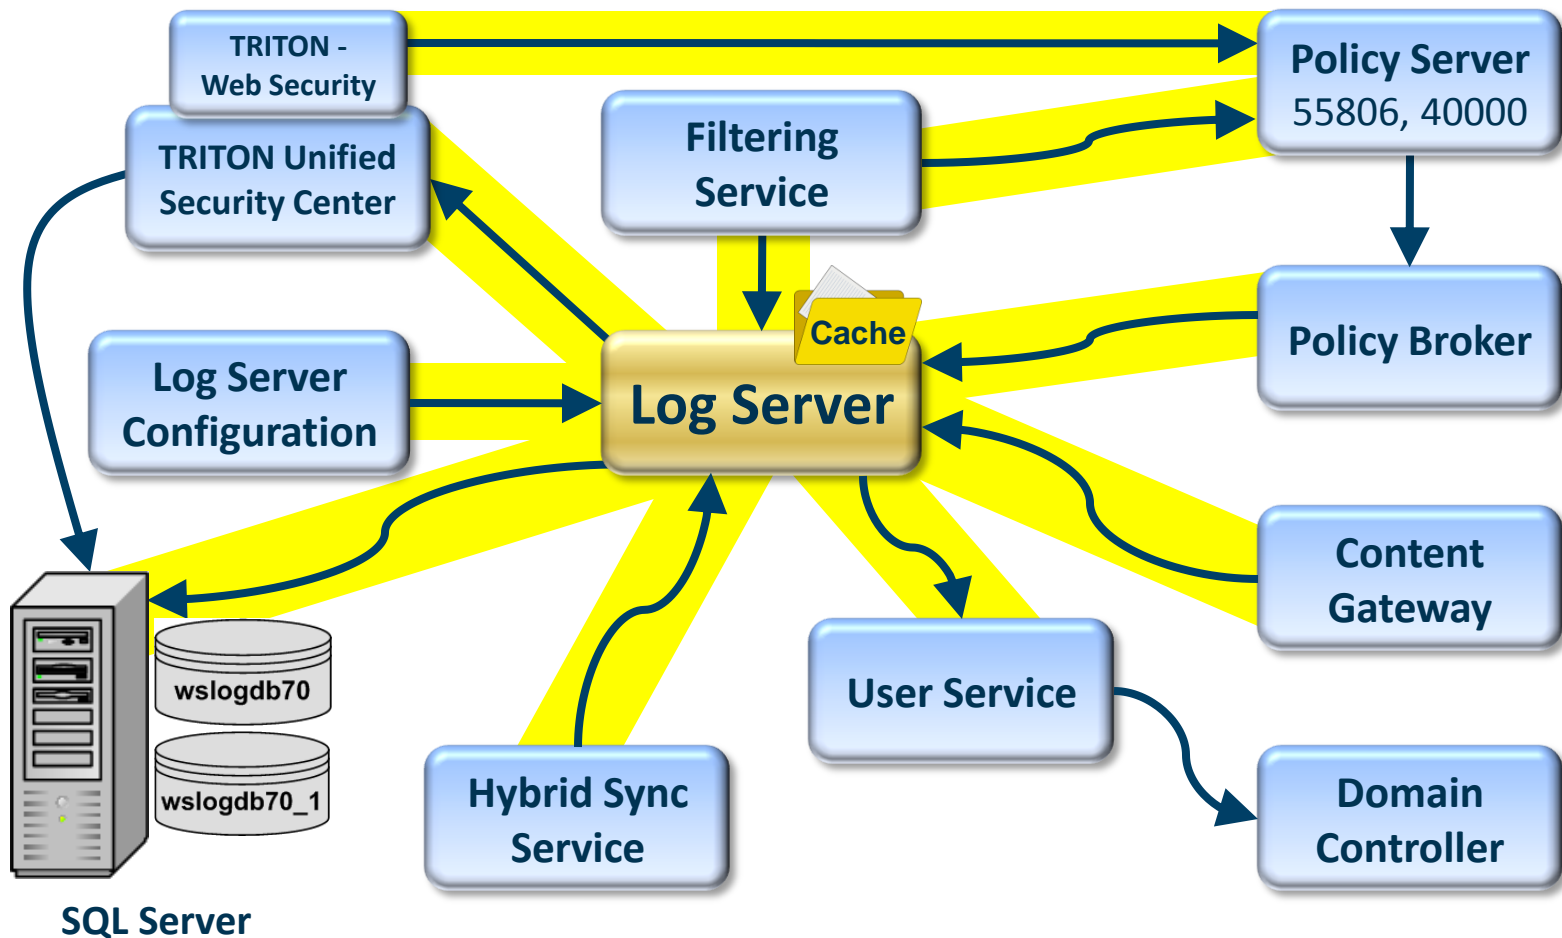 TRITON -
Web Security
TRITON Unified
Security Center
Filtering
Service
Policy Server
55806, 40000
Cache
Log Server
Log Server
Configuration
Policy Broker
Content
Gateway
User Service
wslogdb70
wslogdb70_1
Hybrid Sync
Service
Domain
Controller
SQL Server